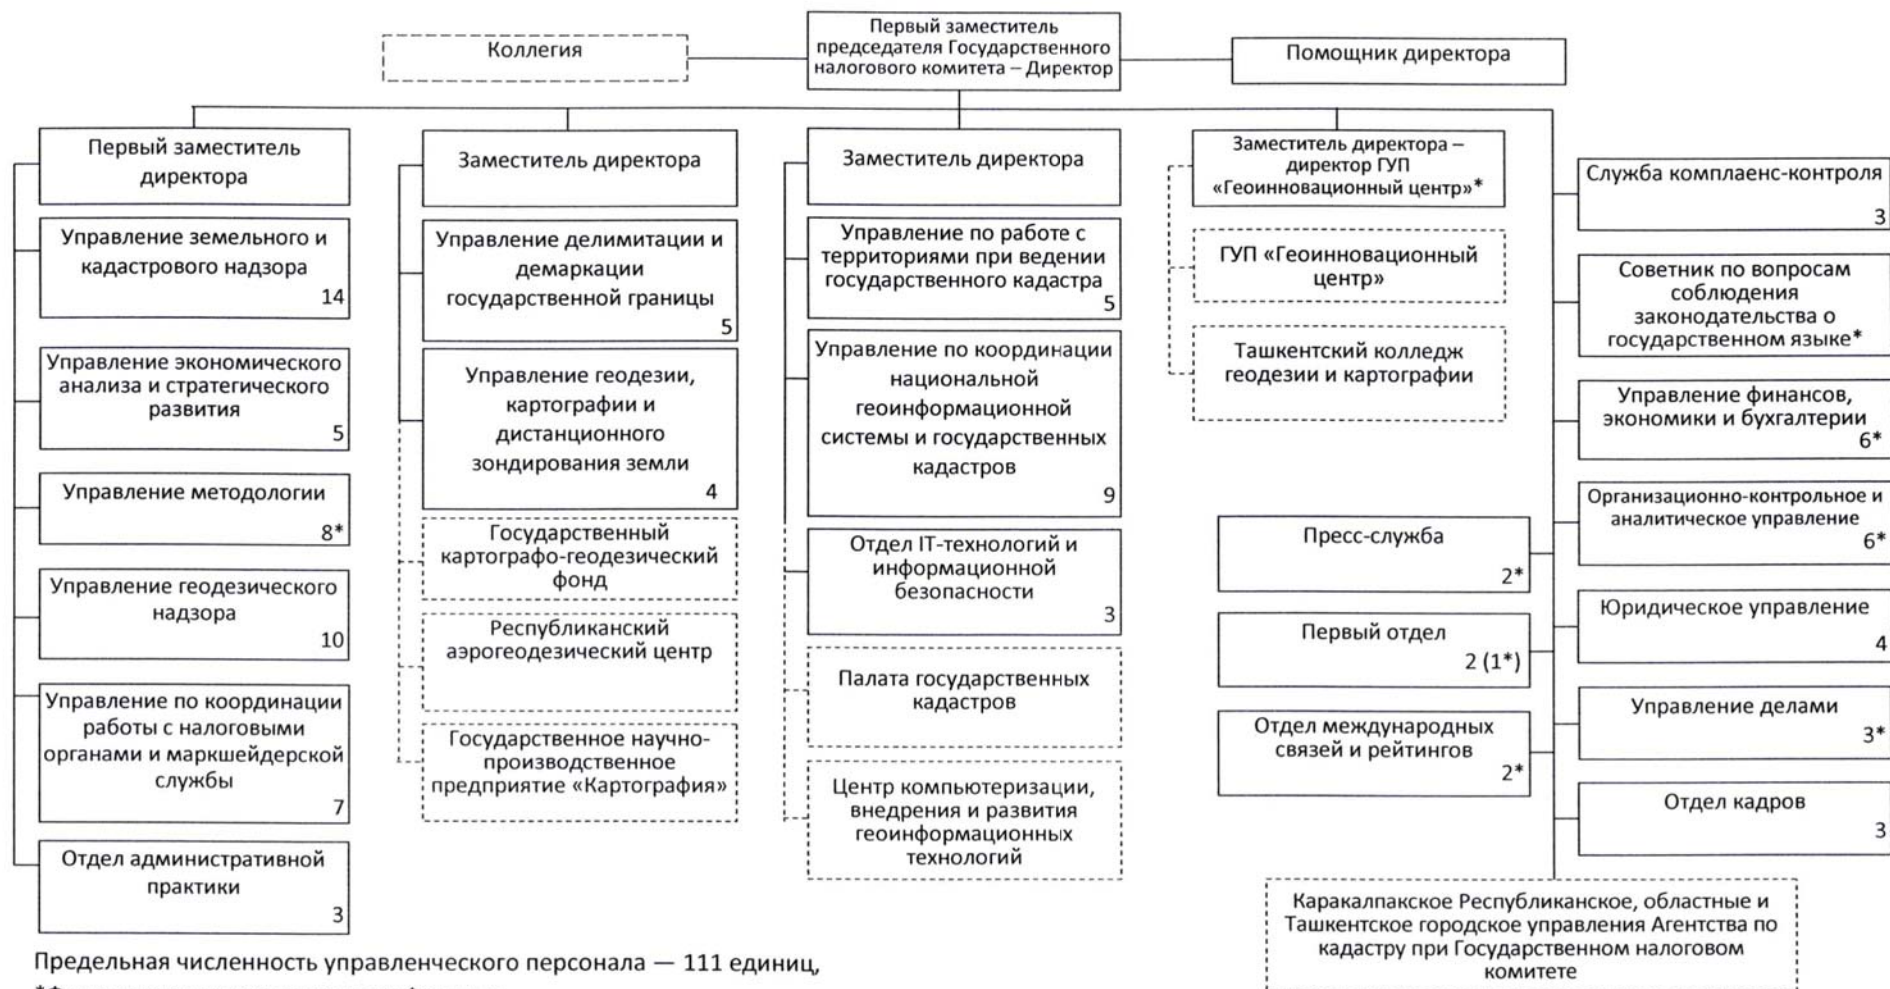 Коллегия
Первый заместитель
председателя Государственного
налогового комитета – Директор
Помощник директора
Первый заместитель
директора
Управление земельного и
кадастрового надзора
14
Управление экономического
анализа и стратегического
развития
5
Управление методологии
8*
Управление геодезического
надзора
10
Управление по координации
работы с налоговыми
органами и маркшейдерской
службы
7
Отдел административной
практики
3
Заместитель директора
Управление делимитации и
демаркации
государственной границы
5
Управление геодезии,
картографии и
дистанционного
зондирования земли
4
Государственный
картографо-геодезический
фонд
Республиканский
аэрогеодезический центр
Государственное научно-
производственное
предприятие «Картография»
Заместитель директора
Управление по работе с
территориями при ведении
государственного кадастра
5
Управление по координации
национальной
геоинформационной
системы и государственных
кадастров
9
Отдел IT-технологий и
информационной
безопасности
3
Палата государственных
кадастров
Центр компьютеризации,
внедрения и развития
геоинформационных
технологий
Заместитель директора –
директор ГУП
«Геоинновационный центр»*
ГУП «Геоинновационный
центр»
Ташкентский колледж
геодезии и картографии
Пресс-служба
2*
Первый отдел
2 (1*)
Отдел международных
связей и рейтингов
2*
Служба комплаенс-контроля
3
Советник по вопросам
соблюдения
законодательства о
государственном языке*
Управление финансов,
экономики и бухгалтерии
6*
Организационно-контрольное и
аналитическое управление
6*
Юридическое управление
4
Управление делами
3*
Отдел кадров
3
Каракалпакское Республиканское, областные и
Ташкентское городское управления Агентства по
кадастру при Государственном налоговом
комитете
Предельная численность управленческого персонала — 111 единиц,